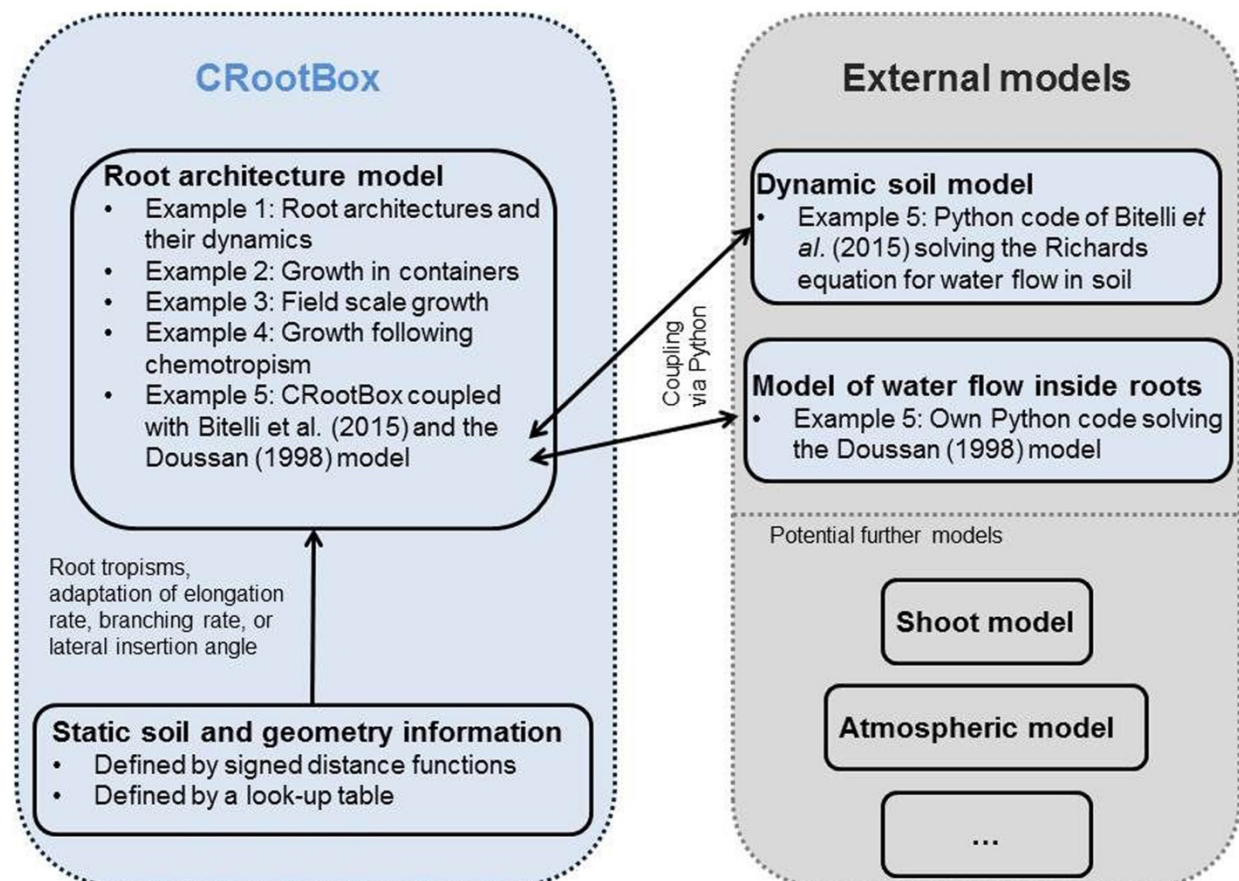 CRootBox
Root architecture model
• Example 1: Root architectures and
their dynamics
• Example 2: Growth in containers
• Example 3: Field scale growth
• Example 4: Growth following
chemotropism
• Example 5: CRootBox coupled
with Bitelli et al. (2015) and the
Doussan (1998) model
Root tropisms,
adaptation of elongation
rate, branching rate, or
lateral insertion angle
Static soil and geometry information
• Defined by signed distance functions
• Defined by a look-up table
Coupling
via Python
External models
Dynamic soil model
• Example 5: Python code of Bitelli et
al. (2015) solving the Richards
equation for water flow in soil
Model of water flow inside roots
• Example 5: Own Python code solving
the Doussan (1998) model
Potential further models
Shoot model
Atmospheric model
...